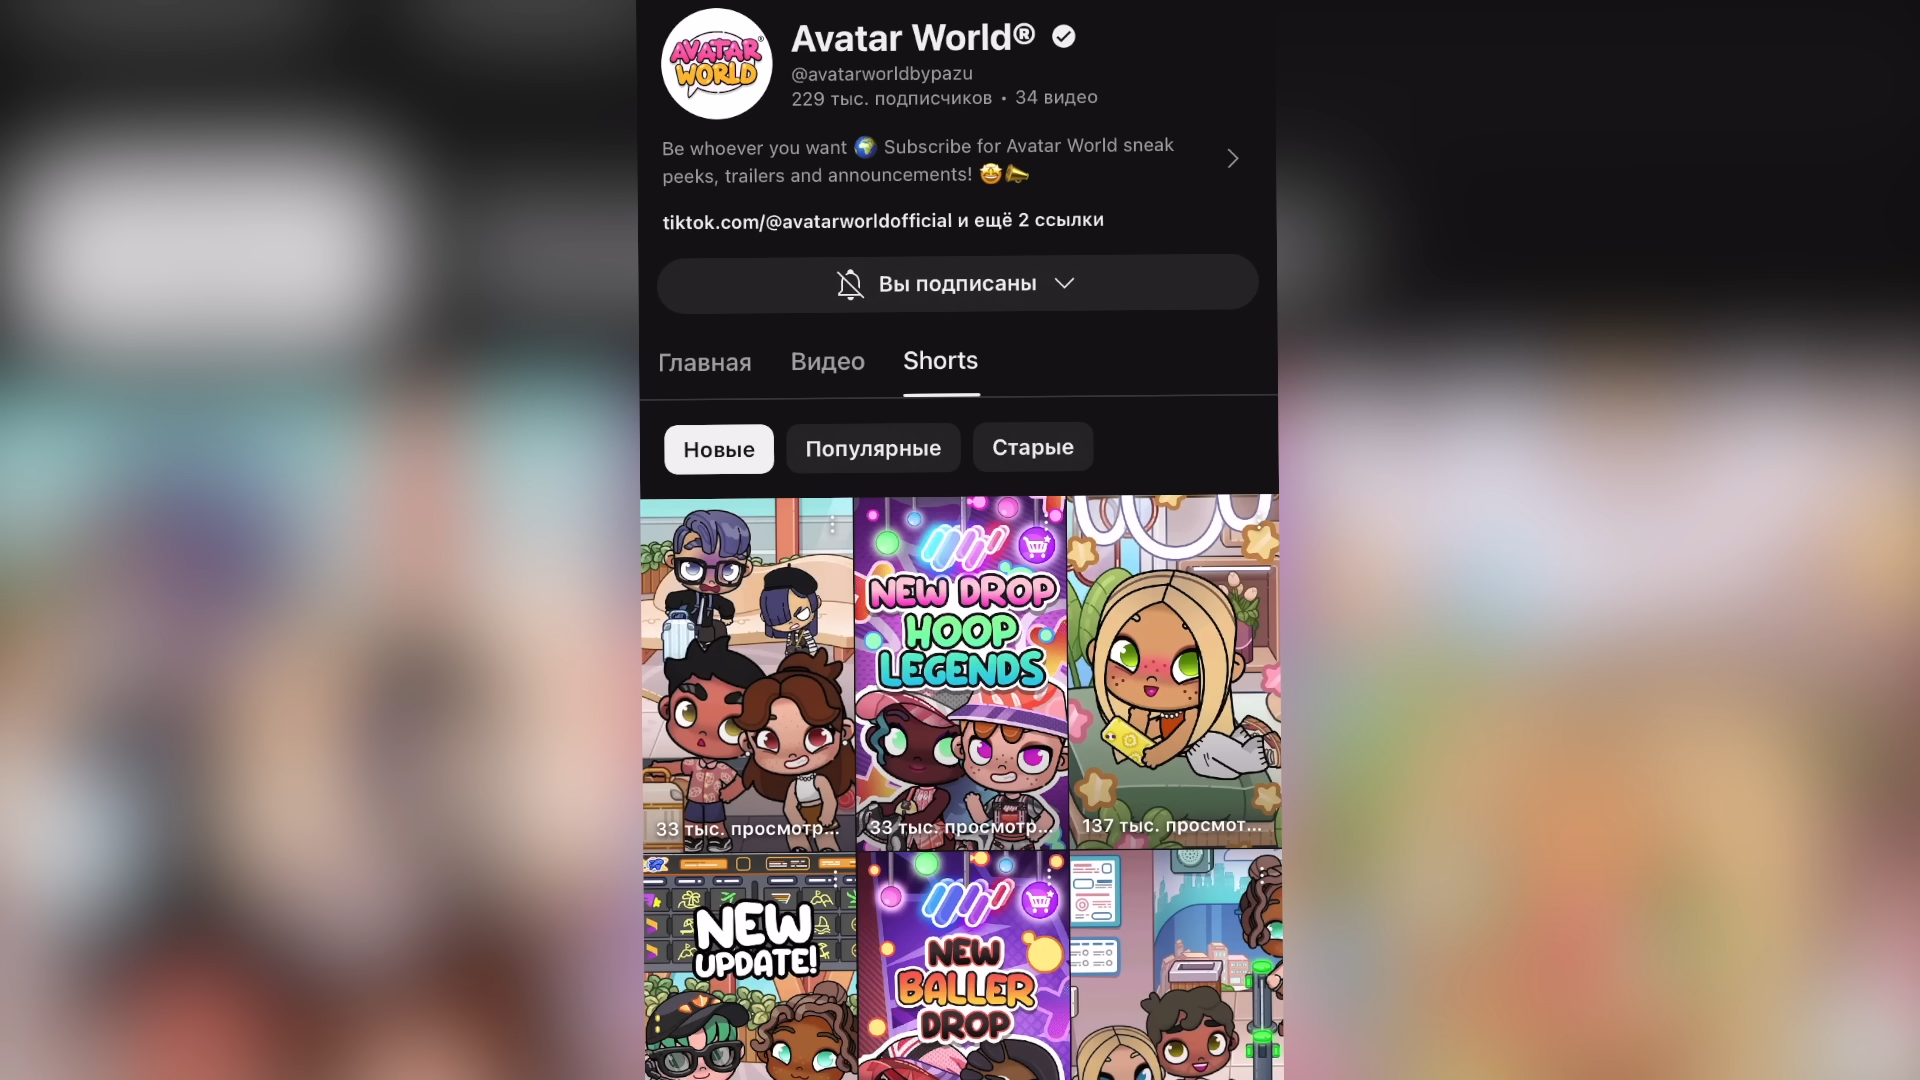 AVATAR
WORLD
Avatar World®
@avatarworldbypazu
229 тыс. подписчиков • 34 видео
Be whoever you want 🌍 Subscribe for Avatar World sneak
peeks, trailers and announcements! 🤩📣
tiktok.com/@avatarworldofficial и ещё 2 ссылки
Вы подписаны
Главная Видео Shorts
Новые Популярные Старые
NEW DROP
HOOP
LEGENDS
33 тыс. просмотр... 33 тыс. просмотр... 137 тыс. просмот...
NEW
UPDATE!
NEW
BALLER
DROP